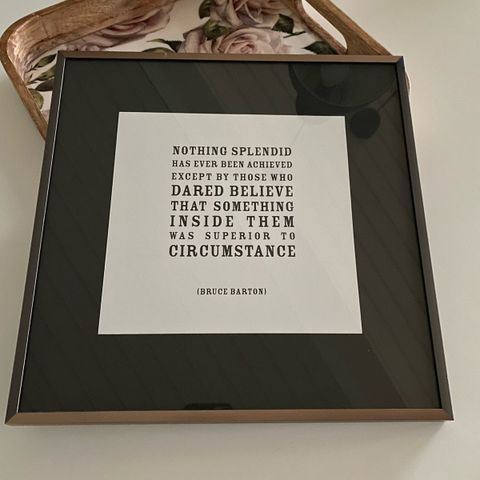 NOTHING SPLENDID
HAS EVER BEEN ACHIEVED
EXCEPT BY THOSE WHO
DARED BELIEVE
THAT SOMETHING
INSIDE THEM
WAS SUPERIOR TO
CIRCUMSTANCE
(BRUCE BARTON)